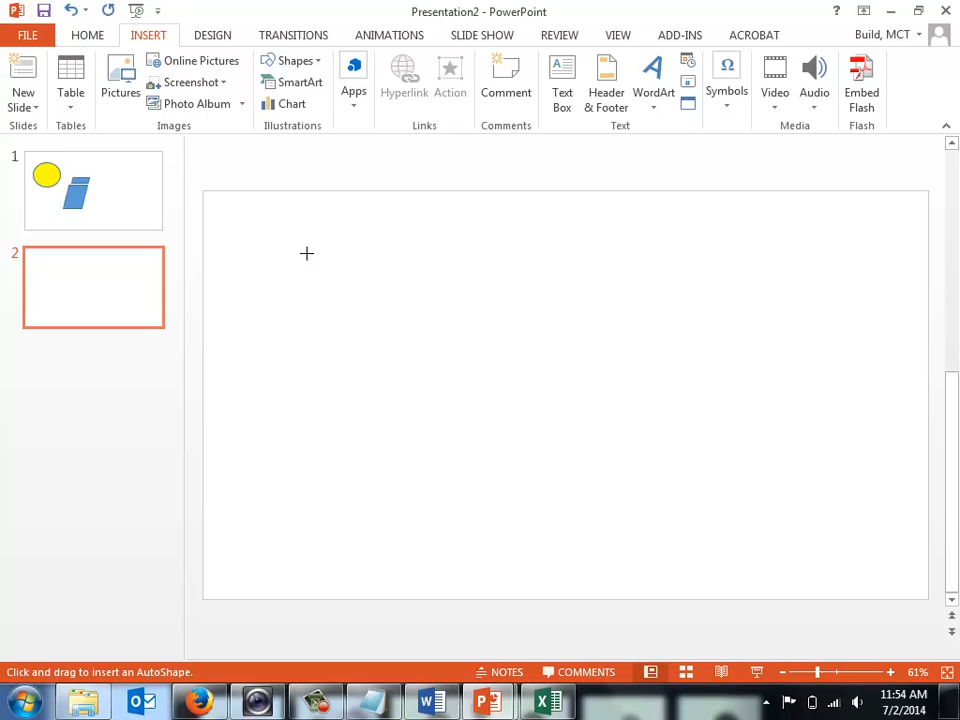 Presentation2 - PowerPoint
FILE HOME INSERT DESIGN TRANSITIONS ANIMATIONS SLIDE SHOW REVIEW VIEW ADD-INS ACROBAT Build, MCT
New Slide
Slides
Table
Tables
Pictures
Online Pictures
Screenshot
Photo Album
Images
Shapes
SmartArt
Chart
Illustrations
Apps
Hyperlink
Action
Links
Comment
Comments
Text Box
Header & Footer
WordArt
Text
Ω
Symbols
Video
Audio
Media
Embed Flash
Flash
1
2
Click and drag to insert an AutoShape.
NOTES COMMENTS 61%
11:54 AM
7/2/2014